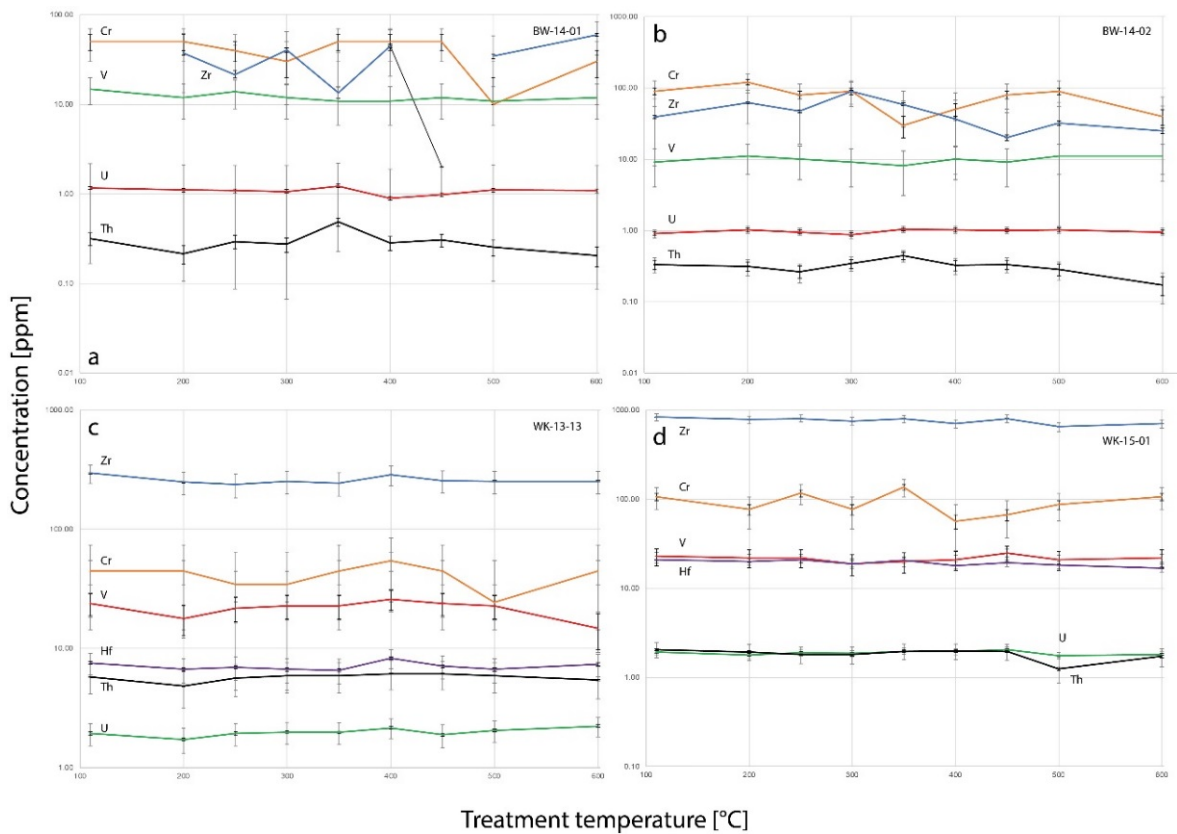 100.00
Cr
BW-14-01
Zr
V
10.00
U
1.00
Th
0.10
a
0.01
100
200
300
400
500
600
1000.00
b
BW-14-02
Cr
100.00
Zr
V
10.00
U
1.00
Th
0.10
0.01
100
200
300
400
500
600
Concentration [ppm]
1000.00
c
WK-13-13
Zr
100.00
Cr
V
10.00
Hf
Th
U
1.00
100
200
300
400
500
600
1000.00
d
Zr
WK-15-01
Cr
100.00
V
Hf
10.00
U
Th
1.00
0.10
100
200
300
400
500
600
Treatment temperature [°C]